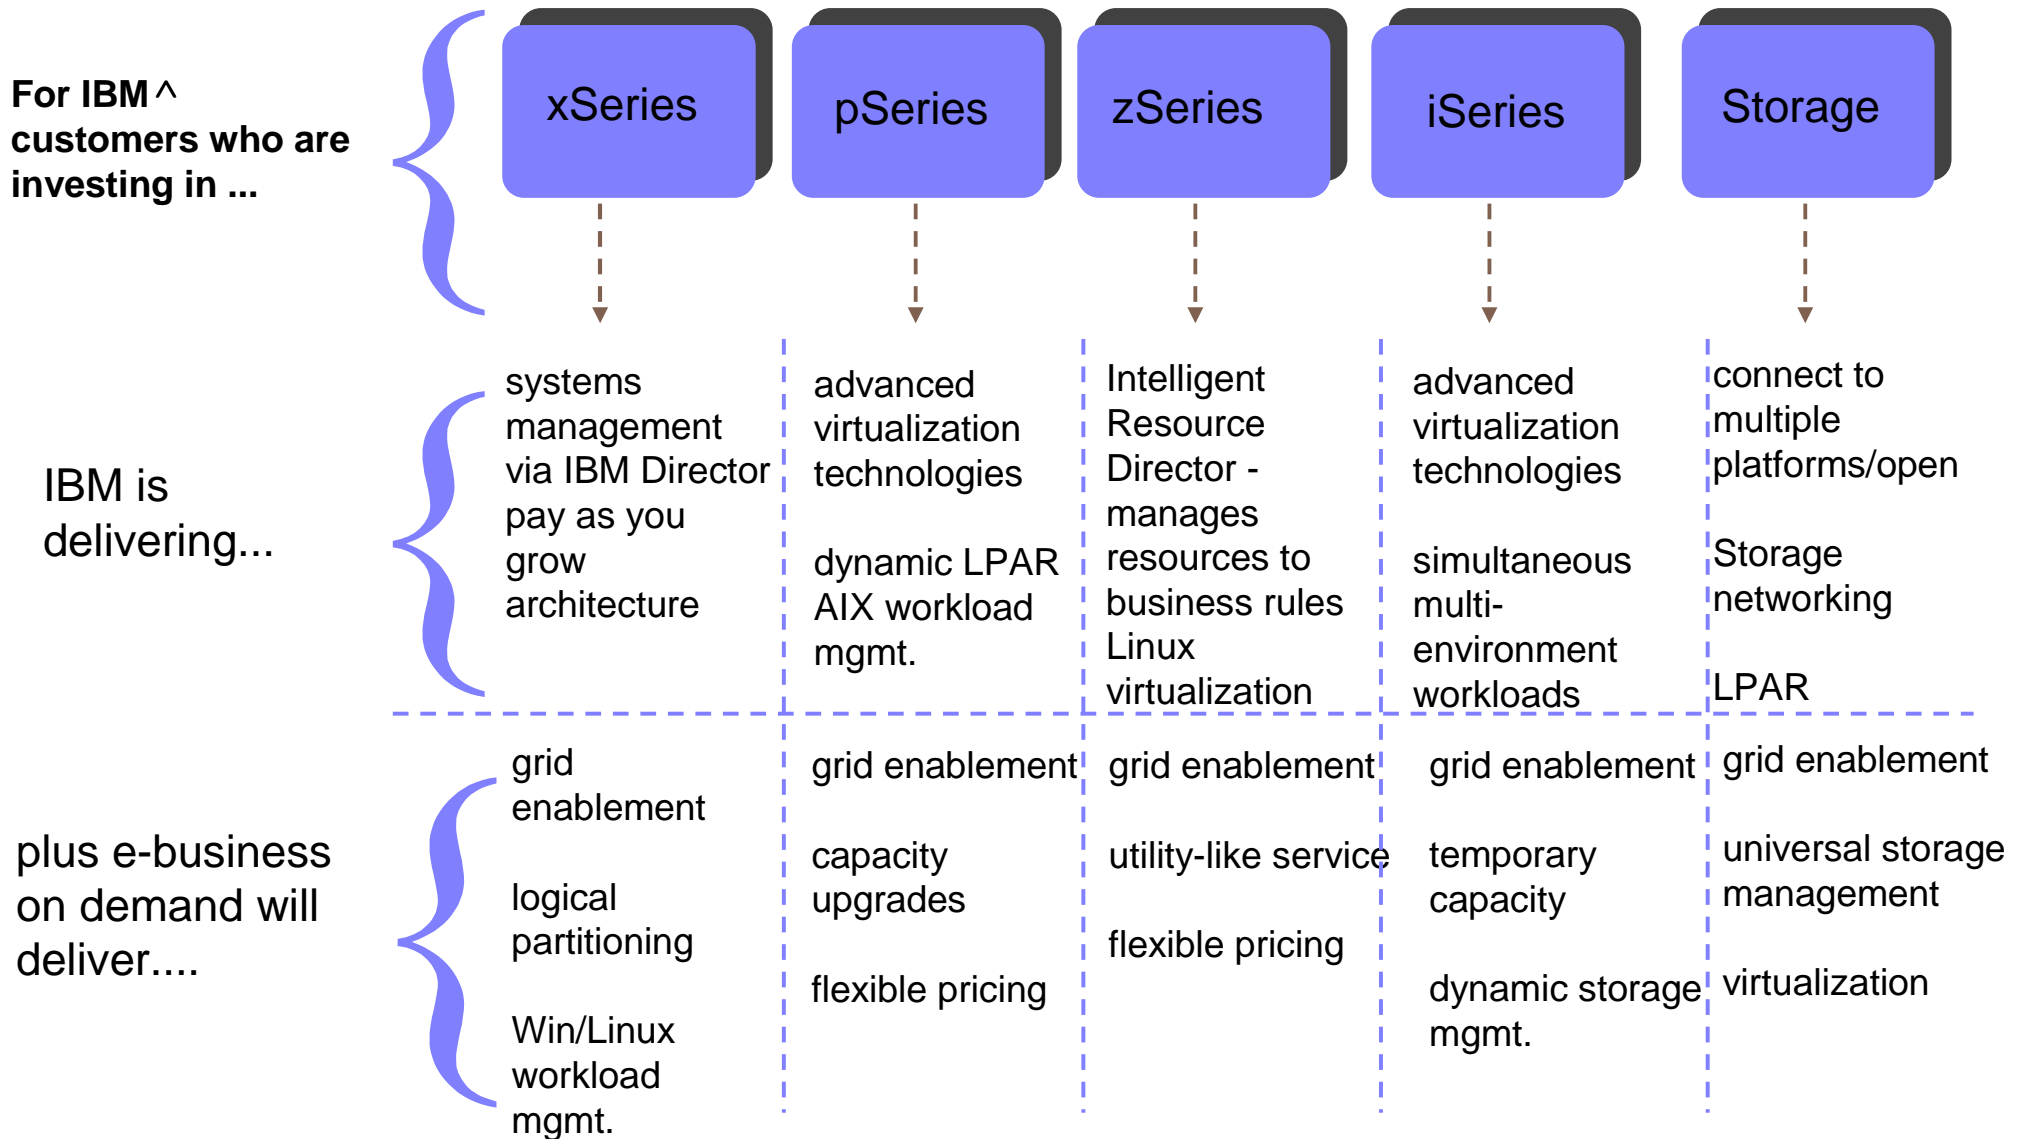 For IBM ^
customers who are
investing in ...
xSeries
pSeries
zSeries
iSeries
Storage
IBM is
delivering...
systems
management
via IBM Director
pay as you
grow
architecture
advanced
virtualization
technologies
dynamic LPAR
AIX workload
mgmt.
Intelligent
Resource
Director -
manages
resources to
business rules
Linux
virtualization
advanced
virtualization
technologies
simultaneous
multi-
environment
workloads
connect to
multiple
platforms/open
Storage
networking
LPAR
plus e-business
on demand will
deliver....
grid
enablement
logical
partitioning
Win/Linux
workload
mgmt.
grid enablement
capacity
upgrades
flexible pricing
grid enablement
utility-like service
flexible pricing
grid enablement
temporary
capacity
dynamic storage
mgmt.
grid enablement
universal storage
management
virtualization